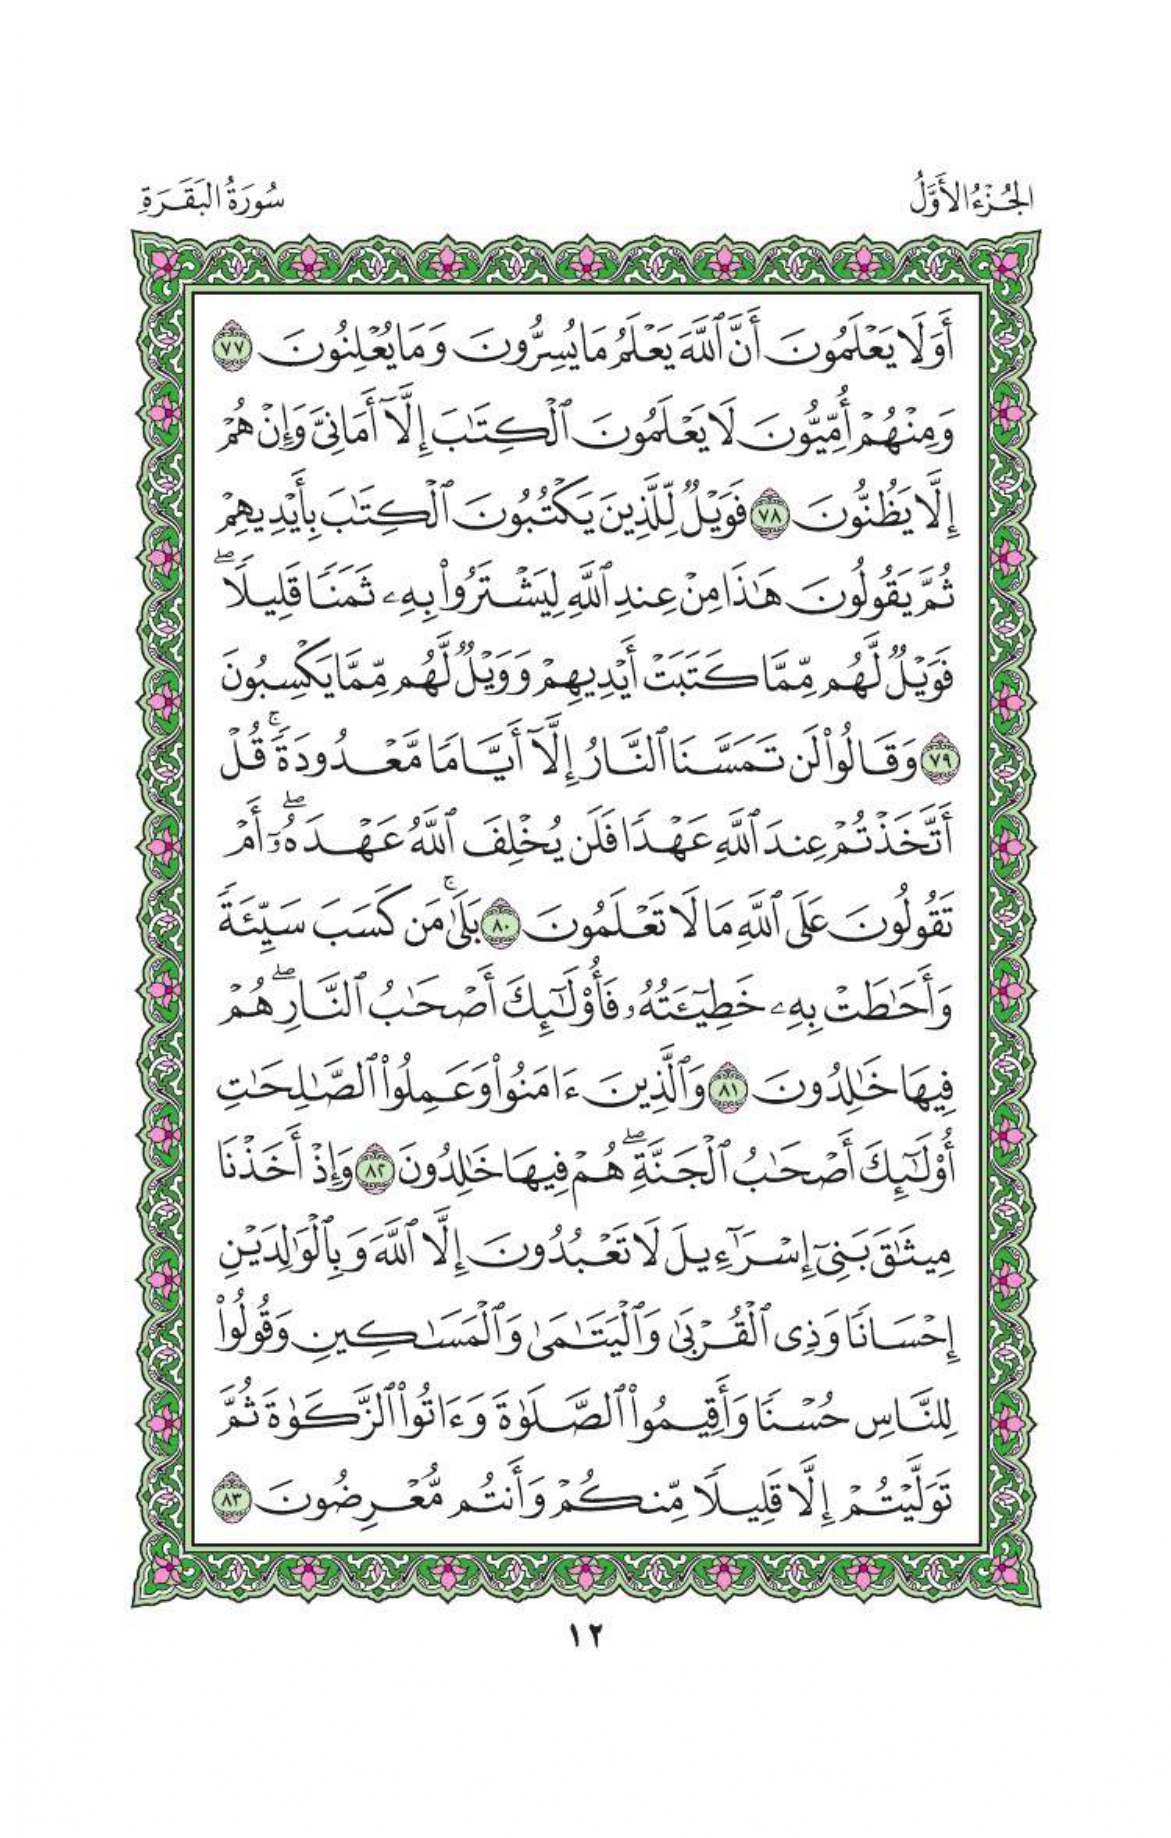 الجُزْءُ الأَوَّلُ
سُورَةُ البَقَرَةِ
أَوَلَا يَعْلَمُونَ أَنَّ ٱللَّهَ يَعْلَمُ مَا يُسِرُّونَ وَمَا يُعْلِنُونَ ٧٧
وَمِنْهُمْ أُمِّيُّونَ لَا يَعْلَمُونَ ٱلْكِتَٰبَ إِلَّآ أَمَانِىَّ وَإِنْ هُمْ
إِلَّا يَظُنُّونَ ٧٨ فَوَيْلٌ لِّلَّذِينَ يَكْتُبُونَ ٱلْكِتَٰبَ بِأَيْدِيهِمْ
ثُمَّ يَقُولُونَ هَٰذَا مِنْ عِندِ ٱللَّهِ لِيَشْتَرُوا۟ بِهِۦ ثَمَنًا قَلِيلًا ۖ
فَوَيْلٌ لَّهُم مِّمَّا كَتَبَتْ أَيْدِيهِمْ وَوَيْلٌ لَّهُم مِّمَّا يَكْسِبُونَ
٧٩ وَقَالُوا۟ لَن تَمَسَّنَا ٱلنَّارُ إِلَّآ أَيَّامًا مَّعْدُودَةً ۚ قُلْ
أَتَّخَذْتُمْ عِندَ ٱللَّهِ عَهْدًا فَلَن يُخْلِفَ ٱللَّهُ عَهْدَهُۥٓ ۖ أَمْ
تَقُولُونَ عَلَى ٱللَّهِ مَا لَا تَعْلَمُونَ ٨٠ بَلَىٰ ۚ مَن كَسَبَ سَيِّئَةً
وَأَحَٰطَتْ بِهِۦ خَطِيٓـَٔتُهُۥ فَأُو۟لَٰٓئِكَ أَصْحَٰبُ ٱلنَّارِ ۖ هُمْ
فِيهَا خَٰلِدُونَ ٨١ وَٱلَّذِينَ ءَامَنُوا۟ وَعَمِلُوا۟ ٱلصَّٰلِحَٰتِ
أُو۟لَٰٓئِكَ أَصْحَٰبُ ٱلْجَنَّةِ ۖ هُمْ فِيهَا خَٰلِدُونَ ٨٢ وَإِذْ أَخَذْنَا
مِيثَٰقَ بَنِىٓ إِسْرَٰٓءِيلَ لَا تَعْبُدُونَ إِلَّا ٱللَّهَ وَبِٱلْوَٰلِدَيْنِ
إِحْسَانًا وَذِى ٱلْقُرْبَىٰ وَٱلْيَتَٰمَىٰ وَٱلْمَسَٰكِينِ وَقُولُوا۟
لِلنَّاسِ حُسْنًا وَأَقِيمُوا۟ ٱلصَّلَوٰةَ وَءَاتُوا۟ ٱلزَّكَوٰةَ ثُمَّ
تَوَلَّيْتُمْ إِلَّا قَلِيلًا مِّنكُمْ وَأَنتُم مُّعْرِضُونَ ٨٣
١٢